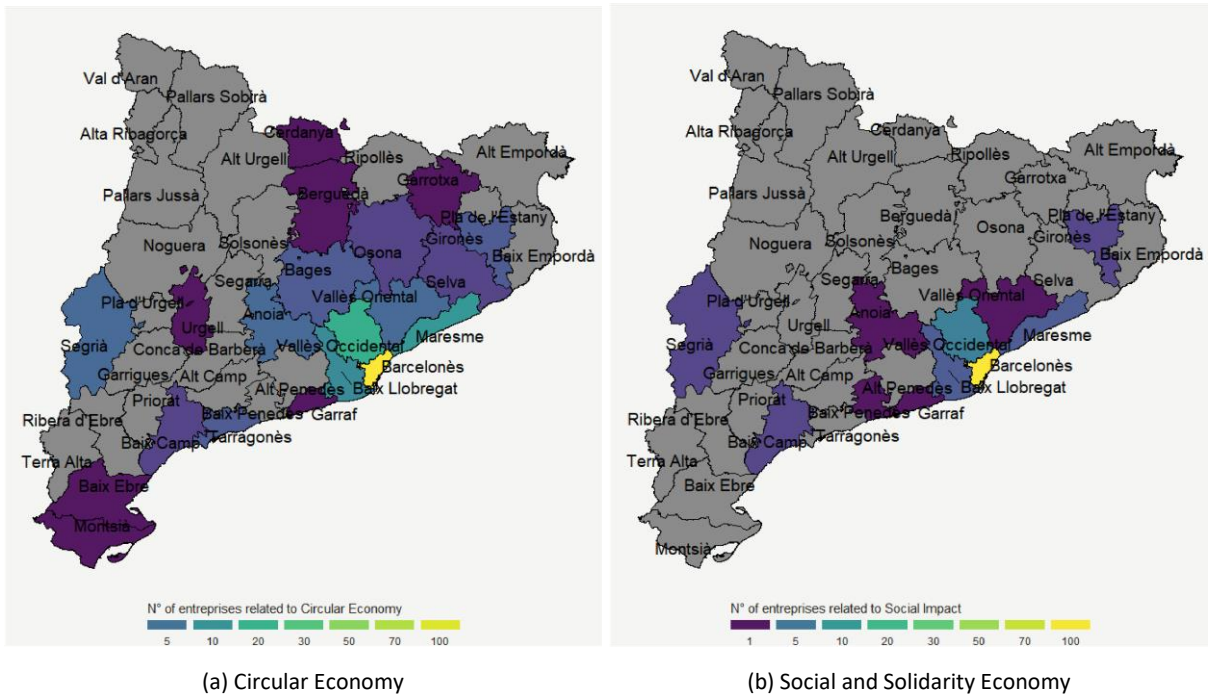 Val d'Aran
Pallars Sobirà
Alta Ribagorça
Cerdanya
Alt Urgell
Ripollès
Alt Empordà
Garrotxa
Pallars Jussà
Berguedà
Pla de l'Estany
Noguera
Solsonès
Osona
Gironès
Baix Empordà
Bages
Segarra
Selva
Pla d'Urgell
Vallès Oriental
Anoia
Urgell
Maresme
Segrià
Vallès Occidental
Conca de Barberà
Barcelonès
Garrigues
Alt Camp
Alt Penedès
Baix Llobregat
Priorat
Garraf
Ribera d'Ebre
Baix Penedès
Baix Camp
Tarragonès
Terra Alta
Baix Ebre
Montsià
N° of entreprises related to Circular Economy
5 10 20 30 50 70 100
(a) Circular Economy
Val d'Aran
Pallars Sobirà
Alta Ribagorça
Cerdanya
Alt Urgell
Ripollès
Alt Empordà
Garrotxa
Pallars Jussà
Berguedà
Pla de l'Estany
Noguera
Solsonès
Osona
Gironès
Baix Empordà
Bages
Segarra
Selva
Pla d'Urgell
Vallès Oriental
Anoia
Urgell
Maresme
Segrià
Vallès Occidental
Conca de Barberà
Barcelonès
Garrigues
Alt Camp
Alt Penedès
Baix Llobregat
Priorat
Garraf
Ribera d'Ebre
Baix Penedès
Baix Camp
Tarragonès
Terra Alta
Baix Ebre
Montsià
N° of entreprises related to Social Impact
1 5 10 20 30 50 70 100
(b) Social and Solidarity Economy